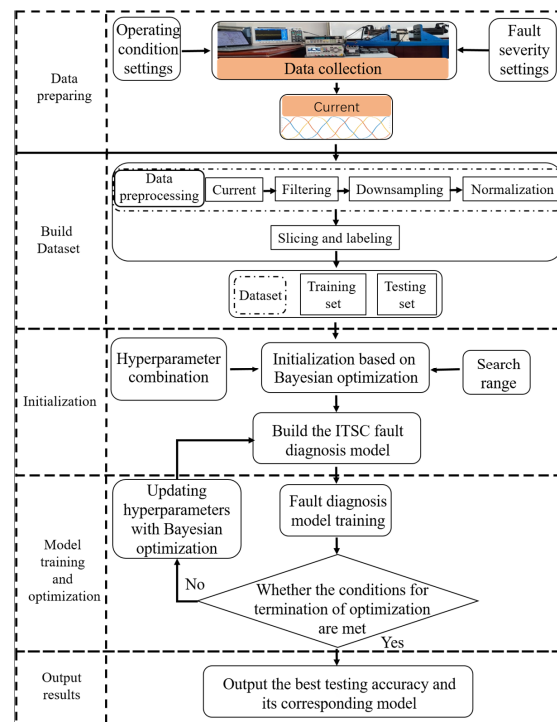 Data
preparing
Operating
condition
settings
Data collection
Fault
severity
settings
Current
Build
Dataset
Data
preprocessing
Current
Filtering
Downsampling
Normalization
Slicing and labeling
Dataset
Training
set
Testing
set
Initialization
Hyperparameter
combination
Initialization based on
Bayesian optimization
Search
range
Build the ITSC fault
diagnosis model
Model
training
and
optimization
Updating
hyperparameters
with Bayesian
optimization
Fault diagnosis
model training
No
Whether the conditions for
termination of optimization
are met
Yes
Output
results
Output the best testing accuracy and
its corresponding model